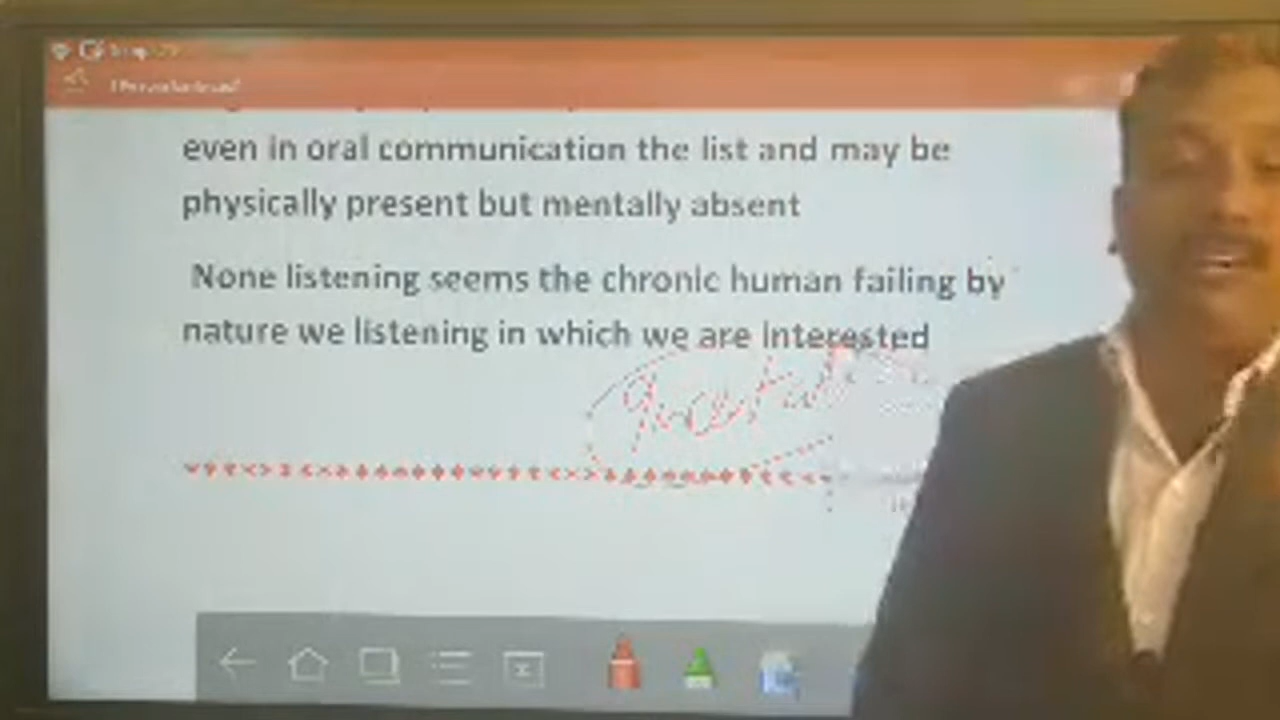 even in oral communication the list and may be
physically present but mentally absent
None listening seems the chronic human failing by
nature we listening in which we are interested